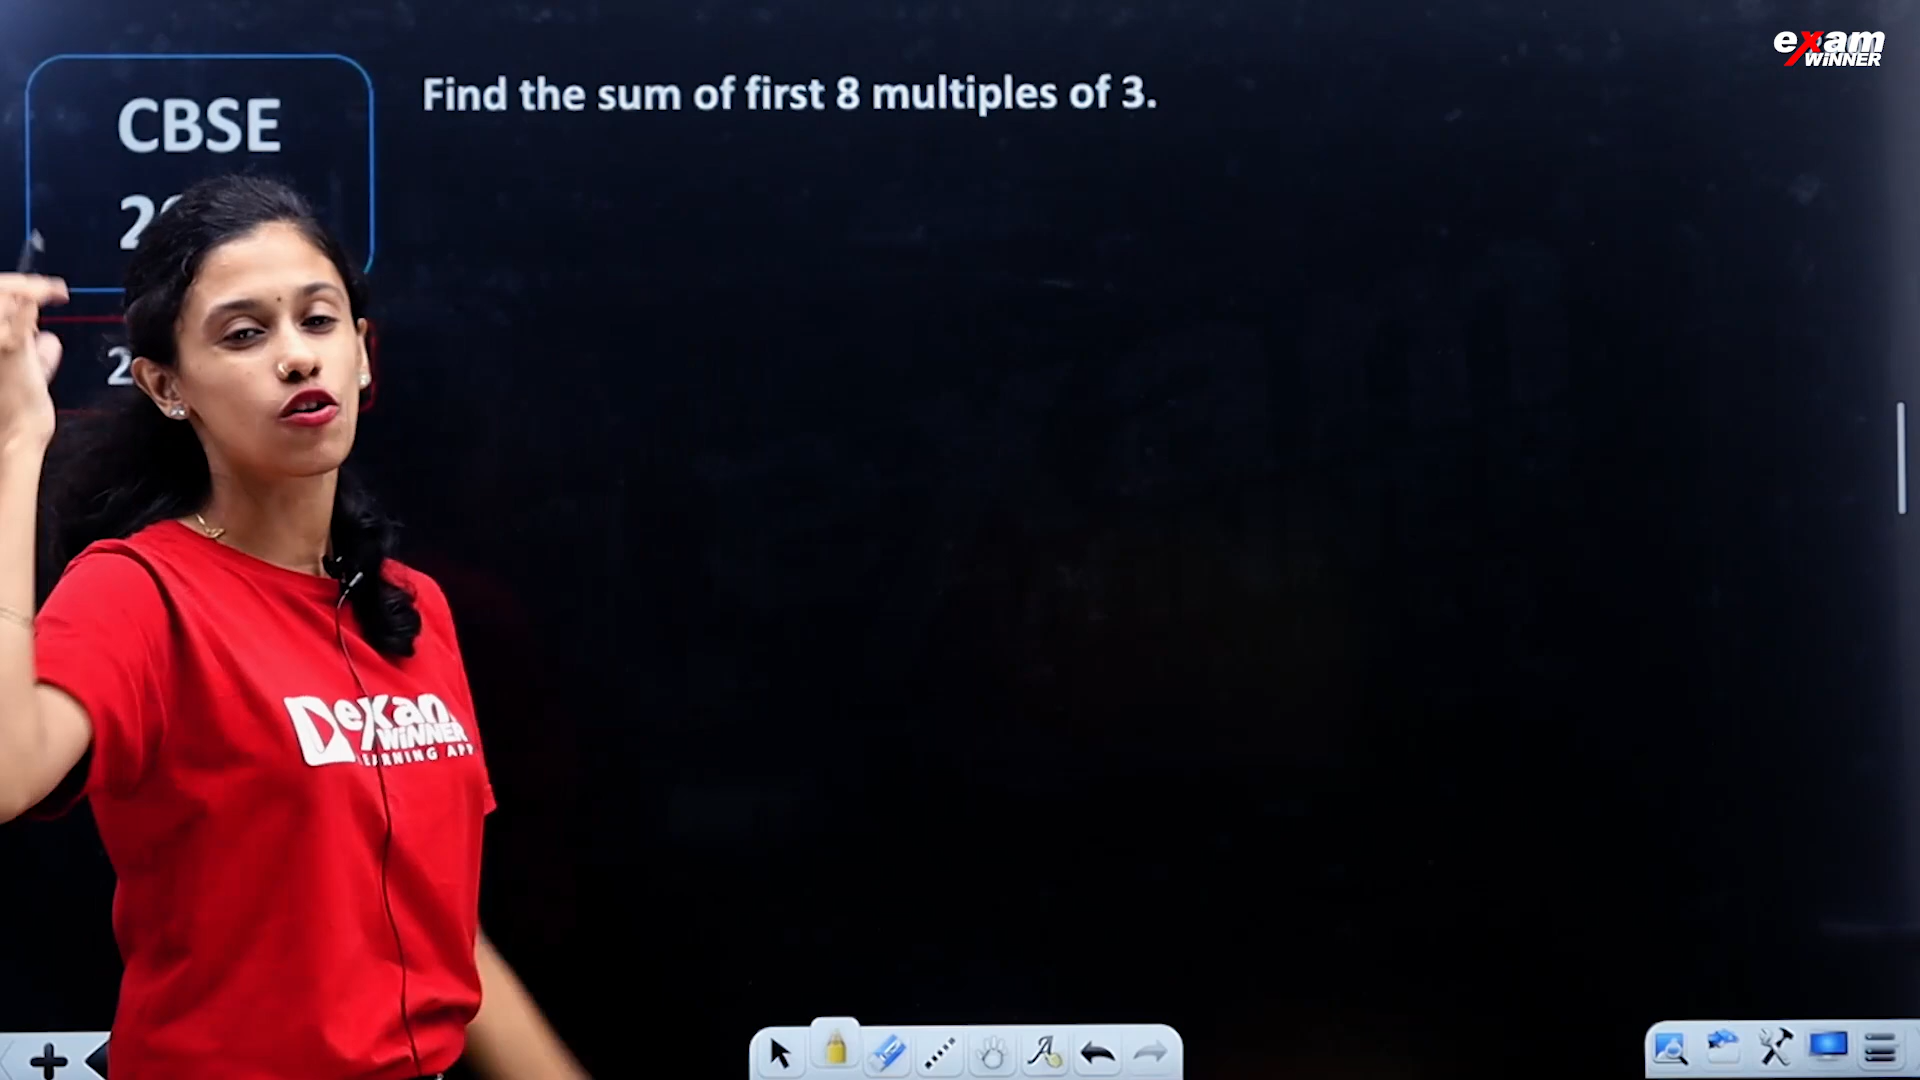 exam
WiNNER
CBSE
Find the sum of first 8 multiples of 3.
exam
WiNNER